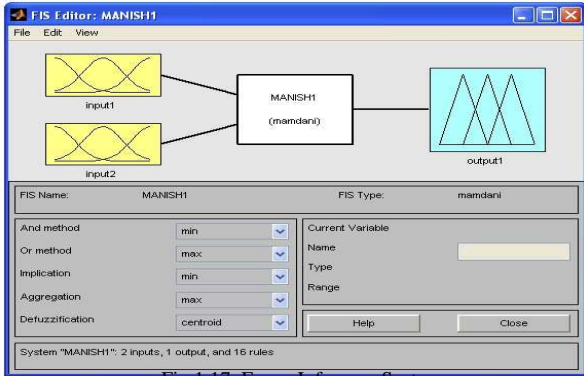 FIS Editor: MANISH1
File Edit View
input1
input2
MANISH1
(mamdani)
output1
FIS Name: MANISH1 FIS Type: mamdani
And method min
Or method max
Implication min
Aggregation max
Defuzzification centroid
Current Variable
Name
Type
Range
Help Close
System "MANISH1": 2 inputs, 1 output, and 16 rules